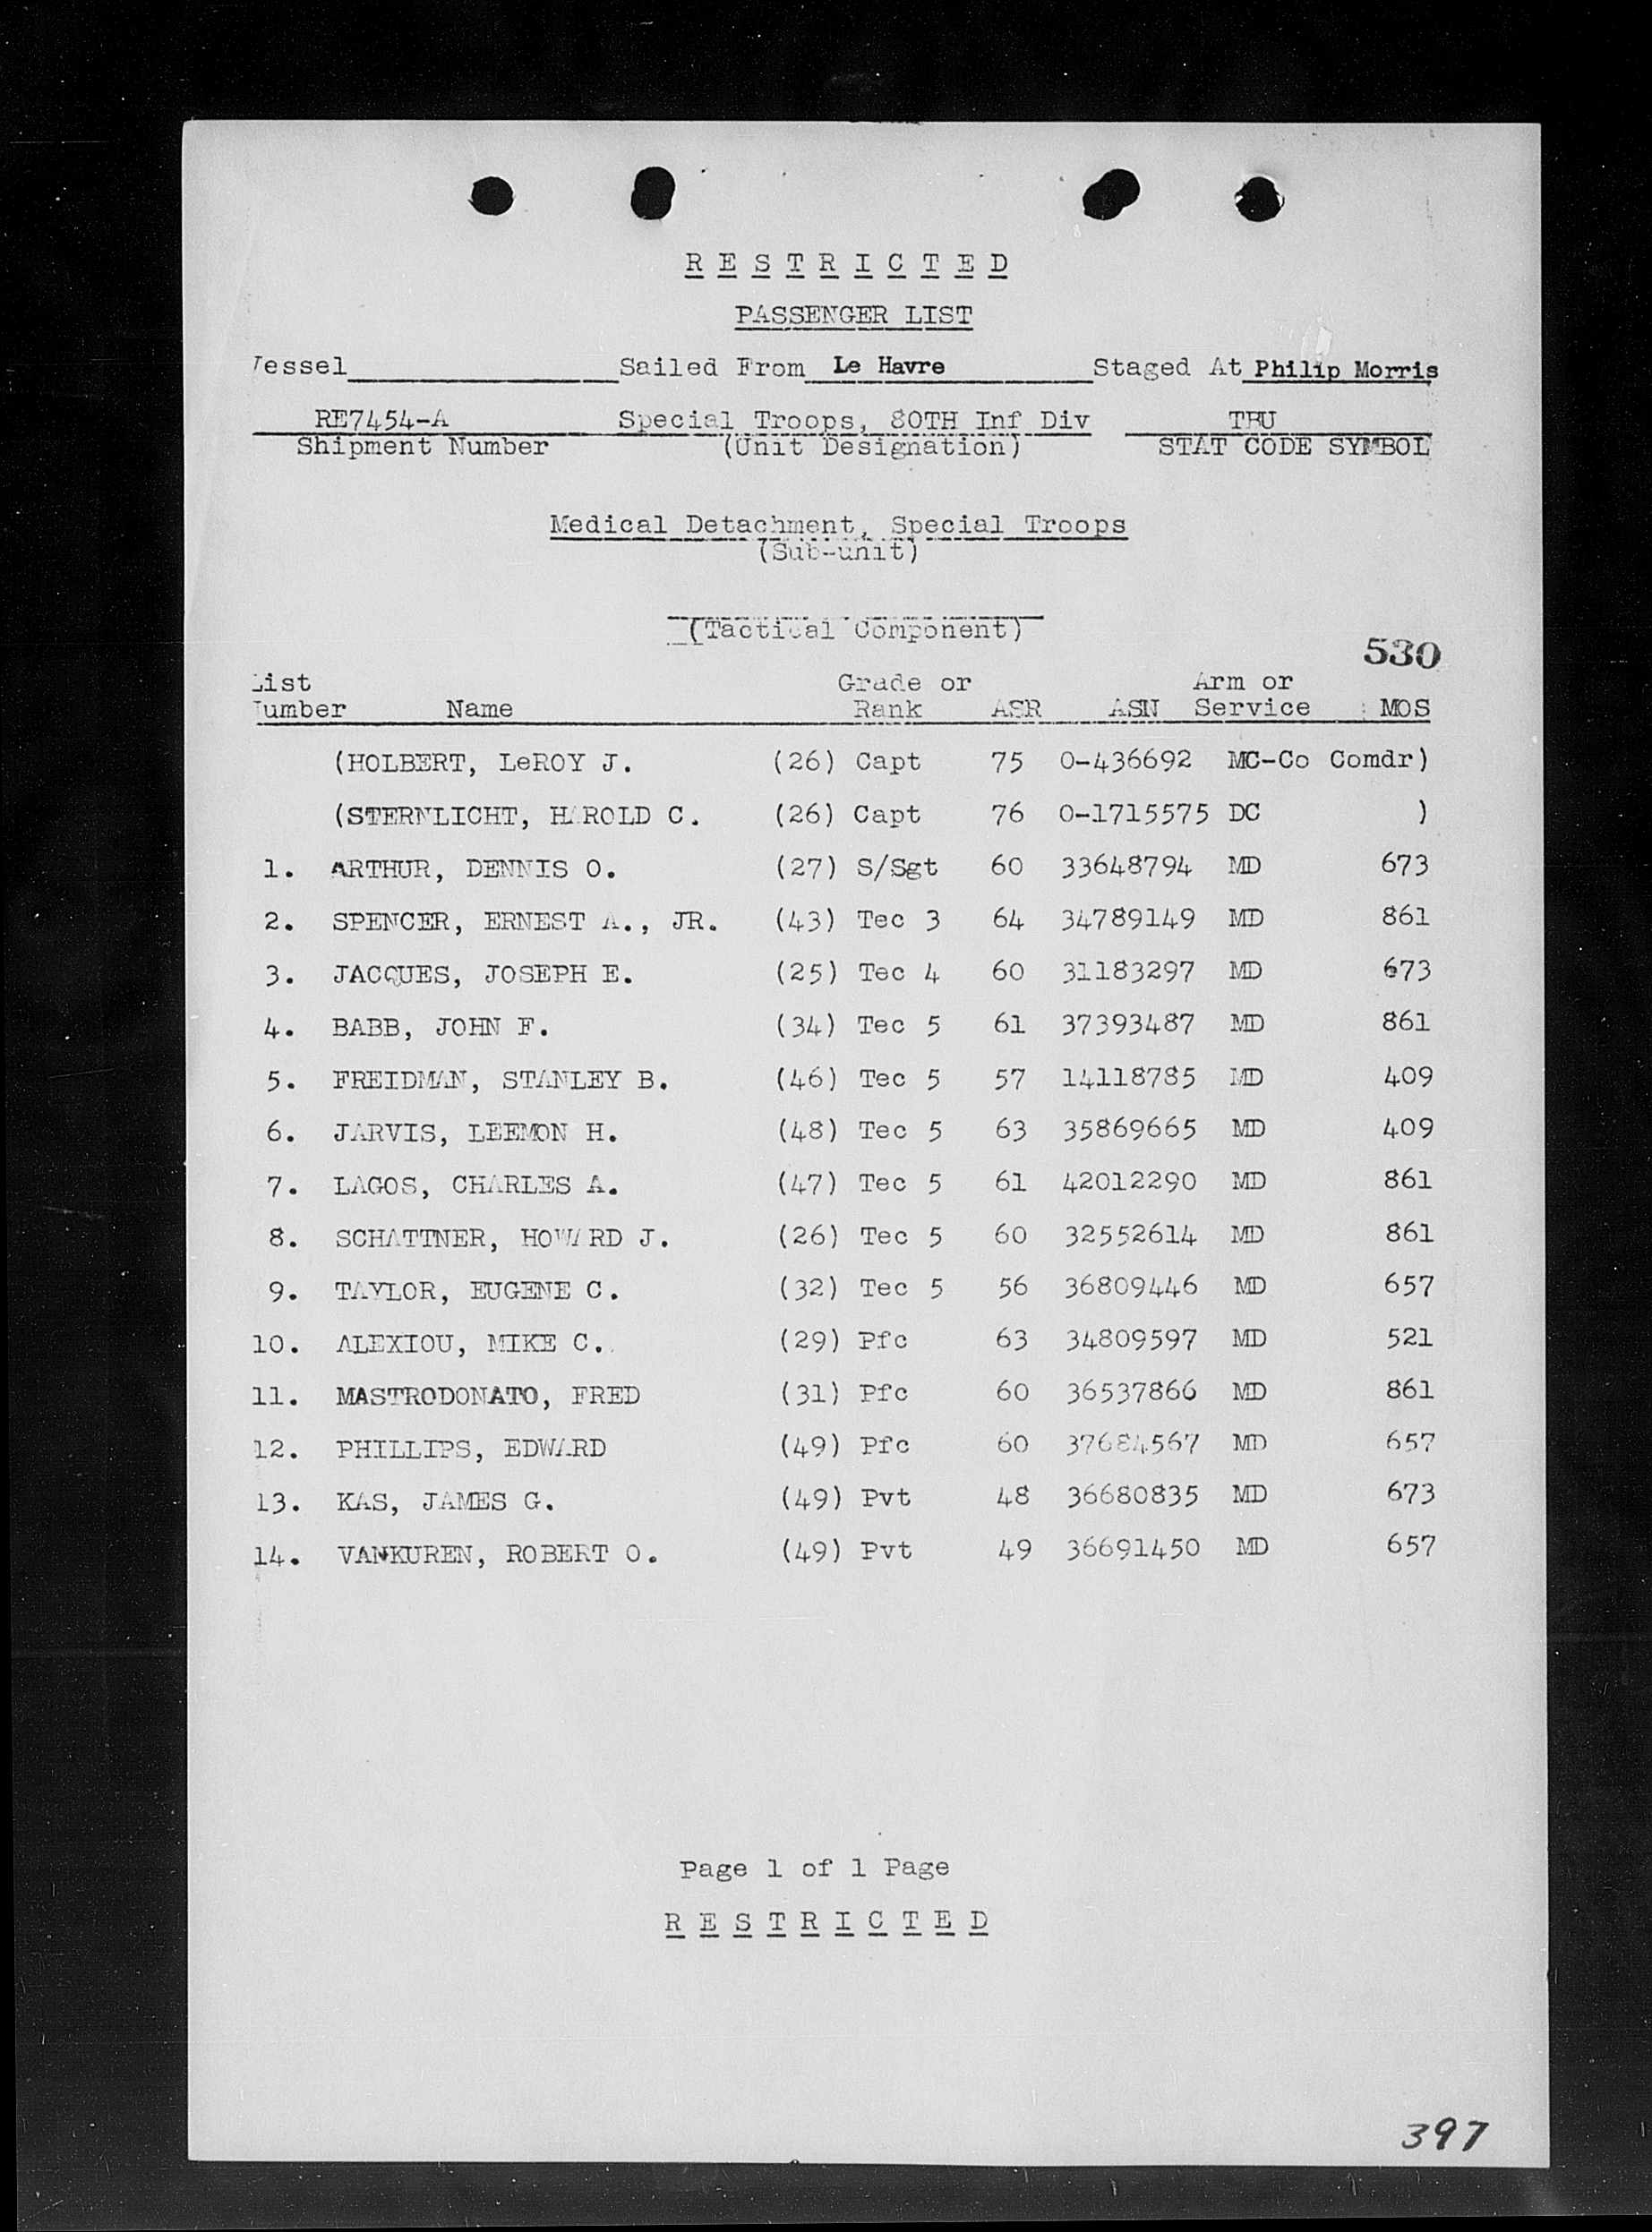 RESTRICTED
PASSENGER LIST
Vessel Sailed From Le Havre Staged At Philip Morris
RE7454-A Special Troops, 80TH Inf Div TBU
Shipment Number (Unit Designation) STAT CODE SYMBOL
Medical Detachment, Special Troops
(Sub-unit)
(Tactical Component)
530
List Grade or Arm or
Number Name Rank ASR ASN Service : MOS
(HOLBERT, LeROY J. (26) Capt 75 O-436692 MC-Co Comdr)
(STERNLICHT, HAROLD C. (26) Capt 76 O-1715575 DC )
1. ARTHUR, DENNIS O. (27) S/Sgt 60 33648794 MD 673
2. SPENCER, ERNEST A., JR. (43) Tec 3 64 34789149 MD 861
3. JACQUES, JOSEPH E. (25) Tec 4 60 31183297 MD 673
4. BABB, JOHN F. (34) Tec 5 61 37393487 MD 861
5. FREIDMAN, STANLEY B. (46) Tec 5 57 14118785 MD 409
6. JARVIS, LEEMON H. (48) Tec 5 63 35869665 MD 409
7. LAGOS, CHARLES A. (47) Tec 5 61 42012290 MD 861
8. SCHATTNER, HOWARD J. (26) Tec 5 60 32552614 MD 861
9. TAYLOR, EUGENE C. (32) Tec 5 56 36809446 MD 657
10. ALEXIOU, MIKE C. (29) Pfc 63 34809597 MD 521
11. MASTRODONATO, FRED (31) Pfc 60 36537866 MD 861
12. PHILLIPS, EDWARD (49) Pfc 60 37684567 MD 657
13. KAS, JAMES G. (49) Pvt 48 36680835 MD 673
14. VANKUREN, ROBERT O. (49) Pvt 49 36691450 MD 657
Page 1 of 1 Page
RESTRICTED
397